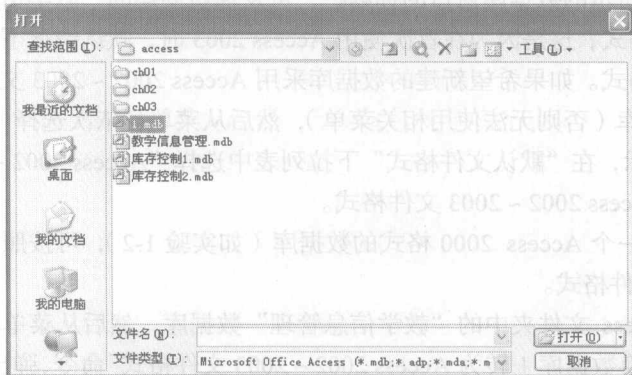 打开
查找范围(I):
access
工具(L)
ch01
ch02
ch03
1.mdb
数学信息管理.mdb
库存控制1.mdb
库存控制2.mdb
我最近的文档
桌面
我的文档
我的电脑
文件名(N):
打开(O)
文件类型(T):
Microsoft Office Access (*.mdb;*.adp;*.mda;*.m
取消